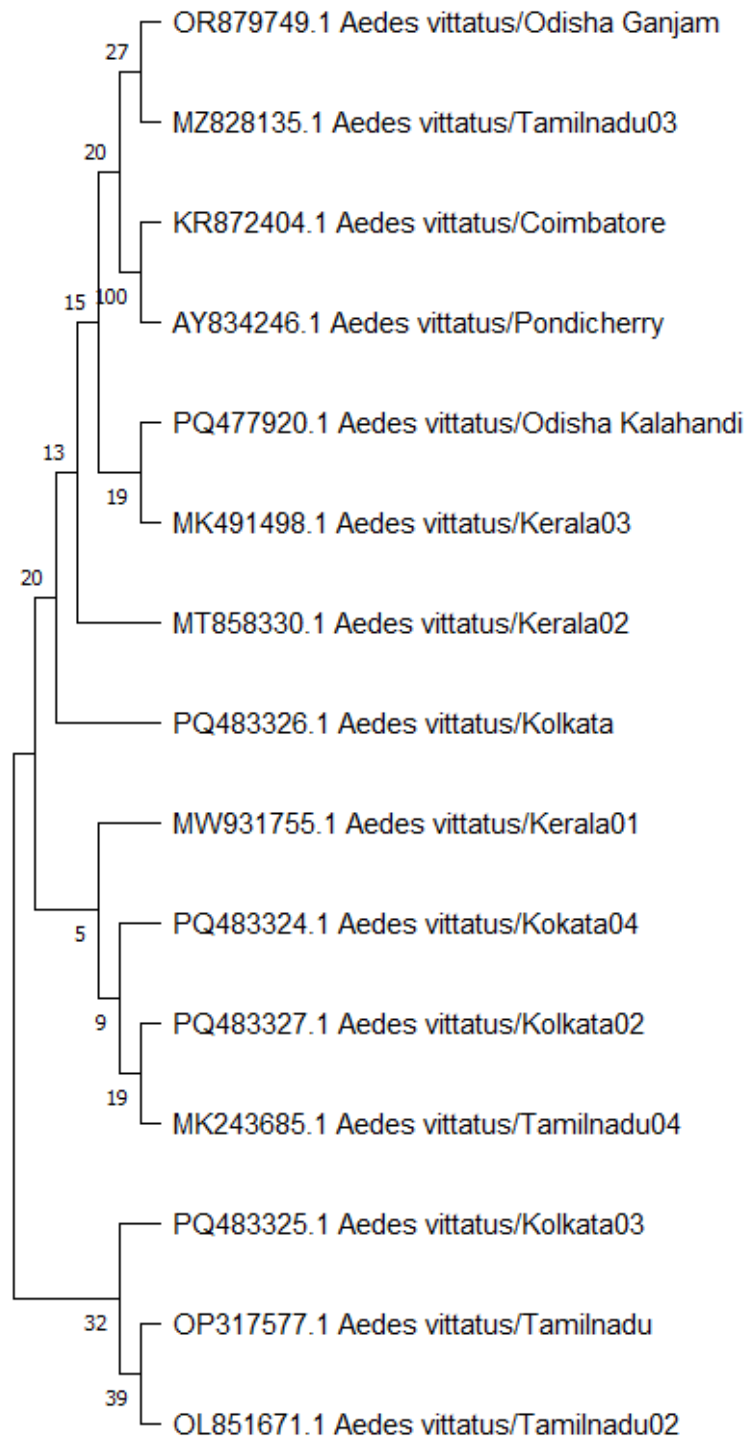 OR879749.1 Aedes vittatus/Odisha Ganjam
27
MZ828135.1 Aedes vittatus/Tamilnadu03
20
KR872404.1 Aedes vittatus/Coimbatore
15
100
AY834246.1 Aedes vittatus/Pondicherry
PQ477920.1 Aedes vittatus/Odisha Kalahandi
13
19
MK491498.1 Aedes vittatus/Kerala03
20
MT858330.1 Aedes vittatus/Kerala02
PQ483326.1 Aedes vittatus/Kolkata
MW931755.1 Aedes vittatus/Kerala01
5
PQ483324.1 Aedes vittatus/Kokata04
9
PQ483327.1 Aedes vittatus/Kolkata02
19
MK243685.1 Aedes vittatus/Tamilnadu04
PQ483325.1 Aedes vittatus/Kolkata03
32
OP317577.1 Aedes vittatus/Tamilnadu
39
OL851671.1 Aedes vittatus/Tamilnadu02